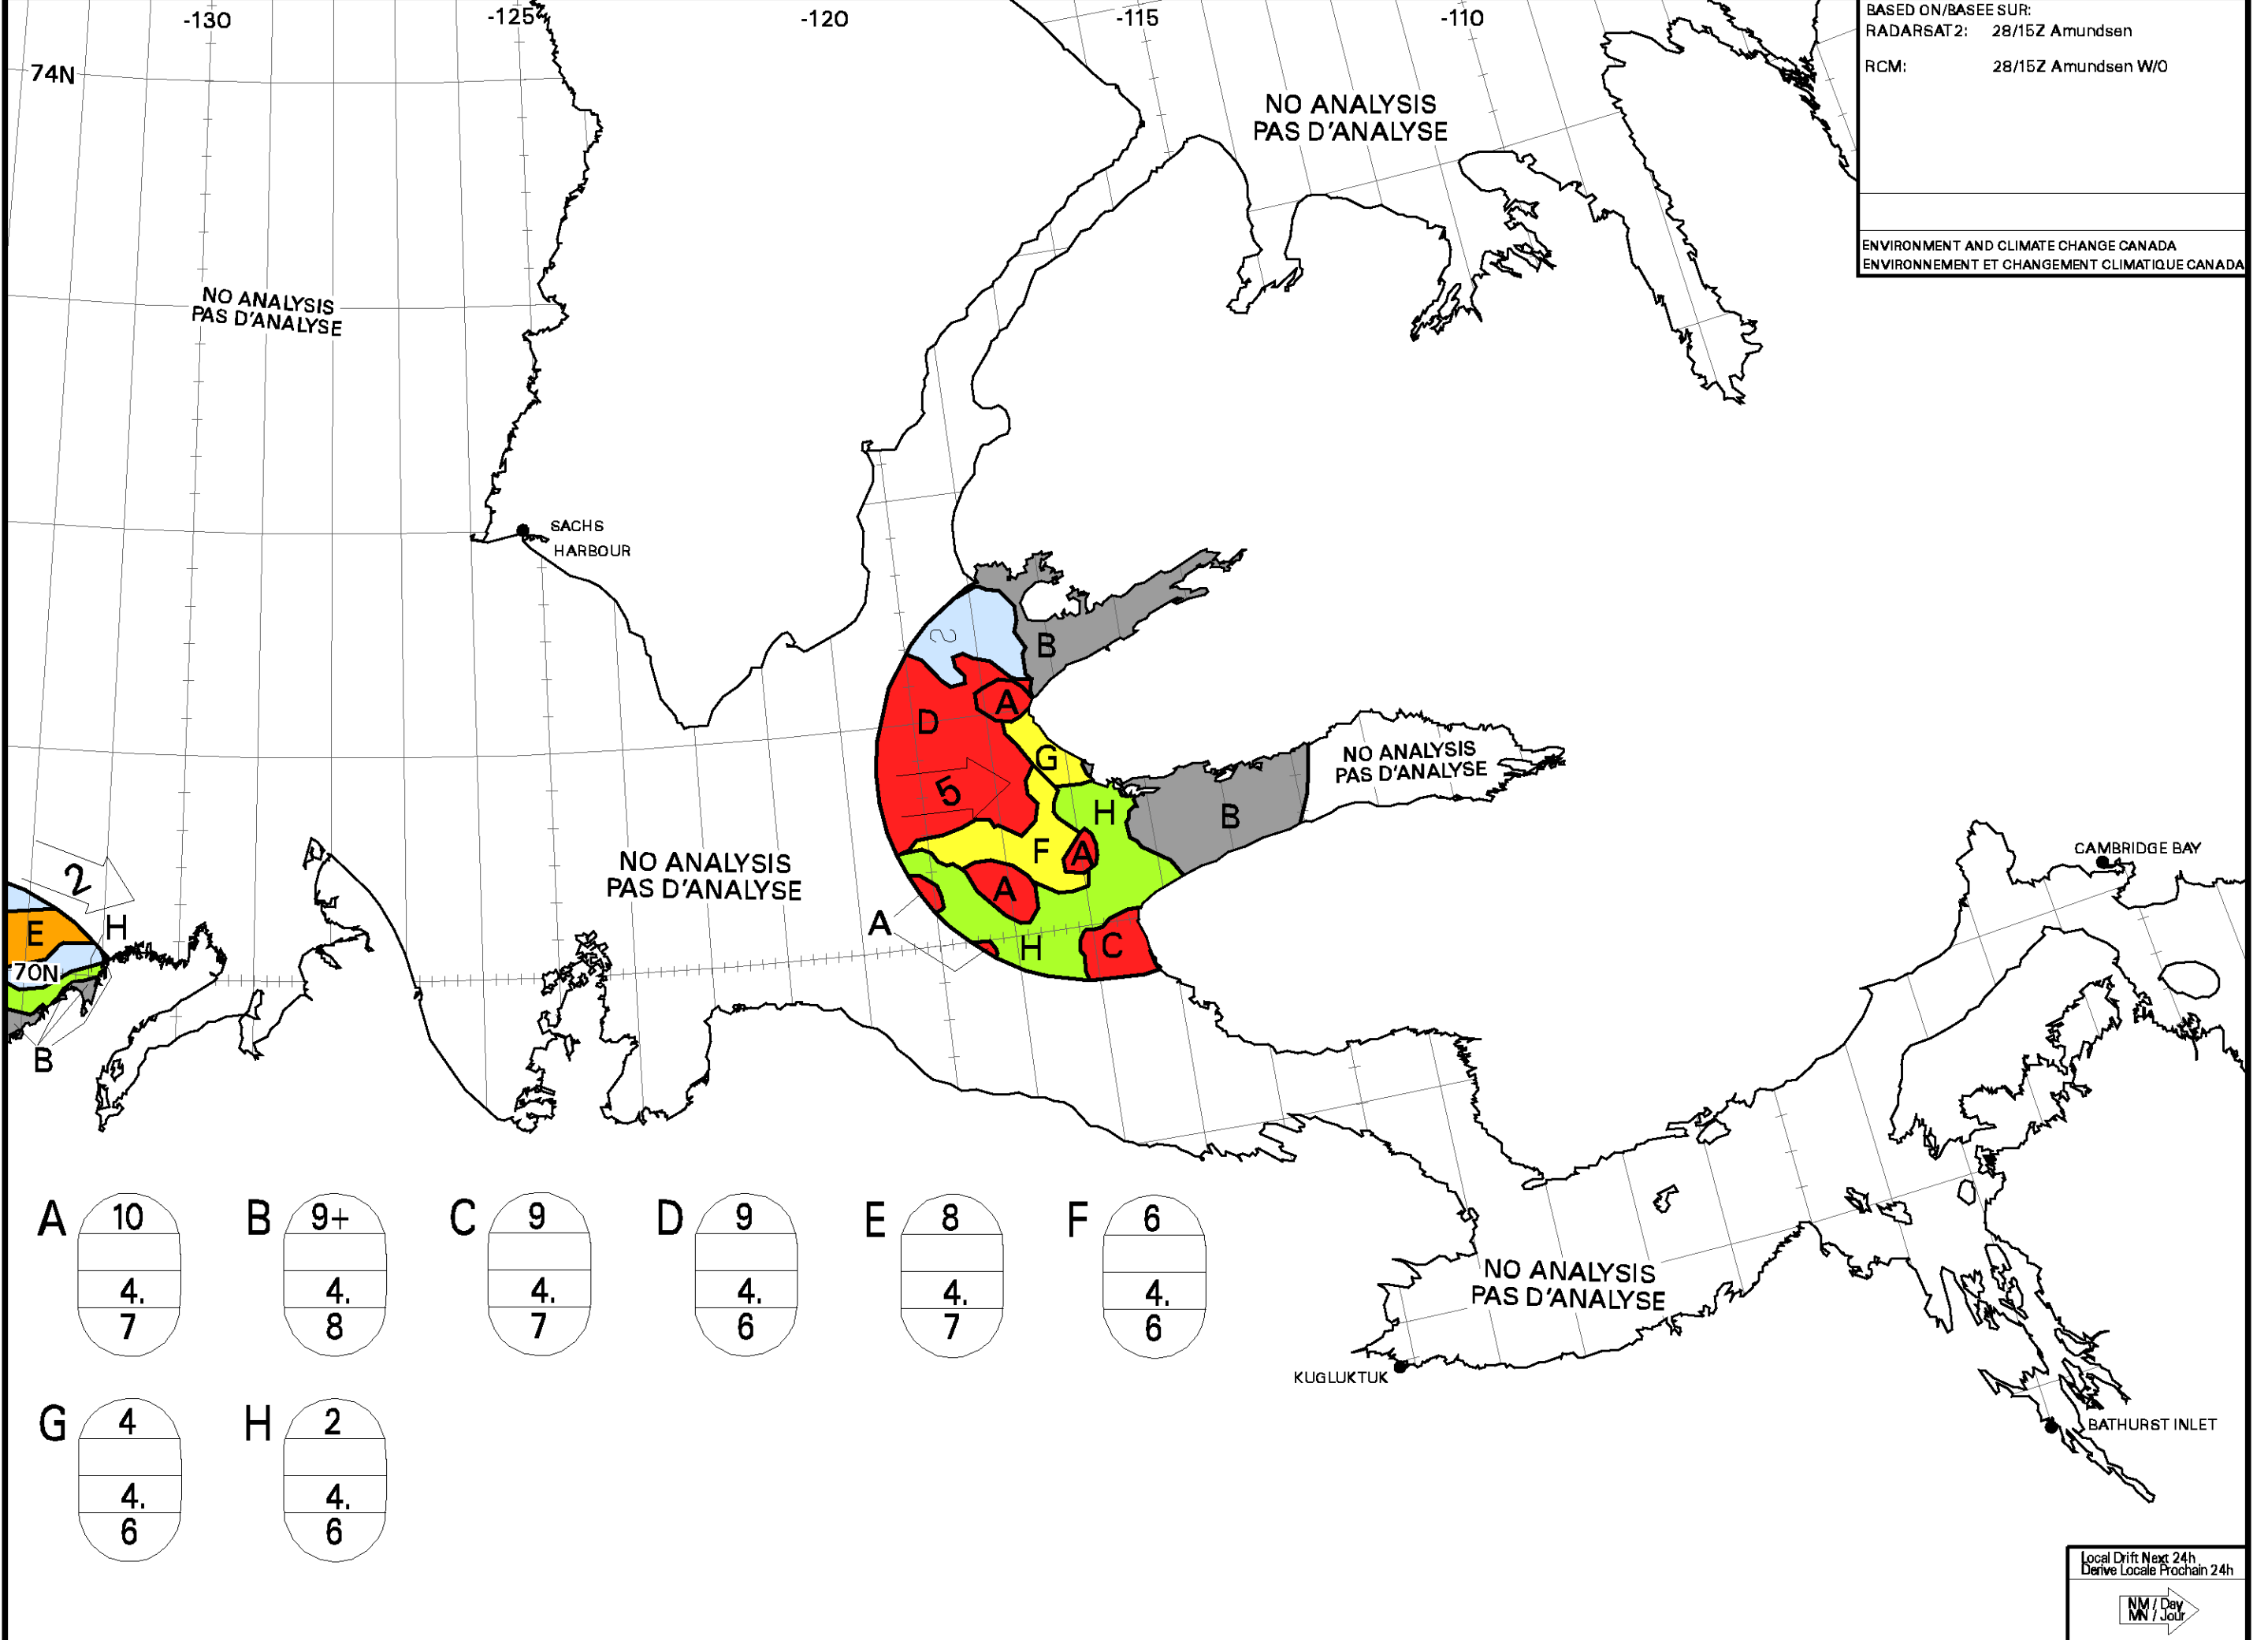 -130
-125
-120
-115
-110
BASED ON/BASEE SUR:
RADARSAT2: 28/15Z Amundsen
RCM: 28/15Z Amundsen W/O
ENVIRONMENT AND CLIMATE CHANGE CANADA
ENVIRONNEMENT ET CHANGEMENT CLIMATIQUE CANADA
74N
NO ANALYSIS
PAS D'ANALYSE
NO ANALYSIS
PAS D'ANALYSE
SACHS
HARBOUR
B
A
D
G
5
H
B
NO ANALYSIS
PAS D'ANALYSE
F
A
A
A
H
C
NO ANALYSIS
PAS D'ANALYSE
2
E
H
70N
B
CAMBRIDGE BAY
NO ANALYSIS
PAS D'ANALYSE
KUGLUKTUK
BATHURST INLET
A
10
4.
7
B
9+
4.
8
C
9
4.
7
D
9
4.
6
E
8
4.
7
F
6
4.
6
G
4
4.
6
H
2
4.
6
Local Drift Next 24h
Derive Locale Prochain 24h
NM / Day
MN / Jour